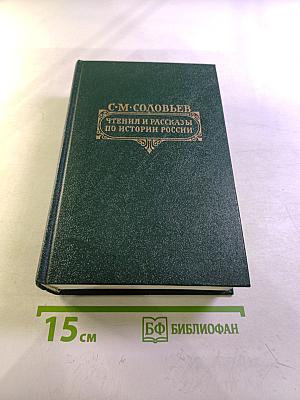 С·М·СОЛОВЬЕВ
ЧТЕНИЯ И РАССКАЗЫ
ПО ИСТОРИИ РОССИИ
15 см
БФ БИБЛИОФАН